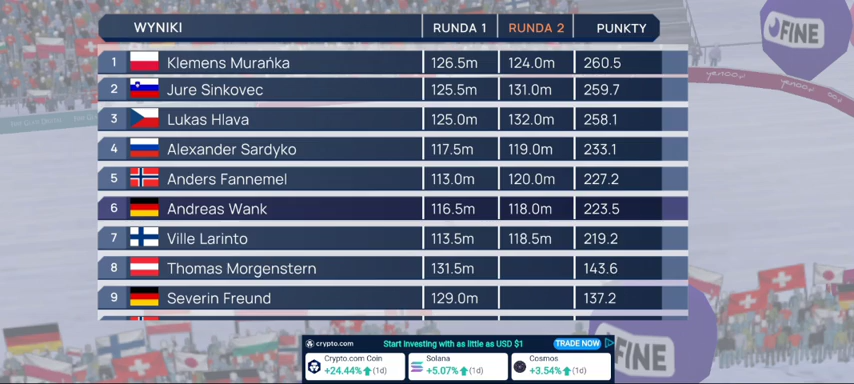 WYNIKI RUNDA 1 RUNDA 2 PUNKTY
1 Klemens Murańka 126.5m 124.0m 260.5
2 Jure Sinkovec 125.5m 131.0m 259.7
3 Lukas Hlava 125.0m 132.0m 258.1
4 Alexander Sardyko 117.5m 119.0m 233.1
5 Anders Fannemel 113.0m 120.0m 227.2
6 Andreas Wank 116.5m 118.0m 223.5
7 Ville Larinto 113.5m 118.5m 219.2
8 Thomas Morgenstern 131.5m 143.6
9 Severin Freund 129.0m 137.2
FINE
FINE
crypto.com Start investing with as little as USD $1 TRADE NOW
Crypto.com Coin Solana Cosmos
+24.44% (1d) +5.07% (1d) +3.54% (1d)